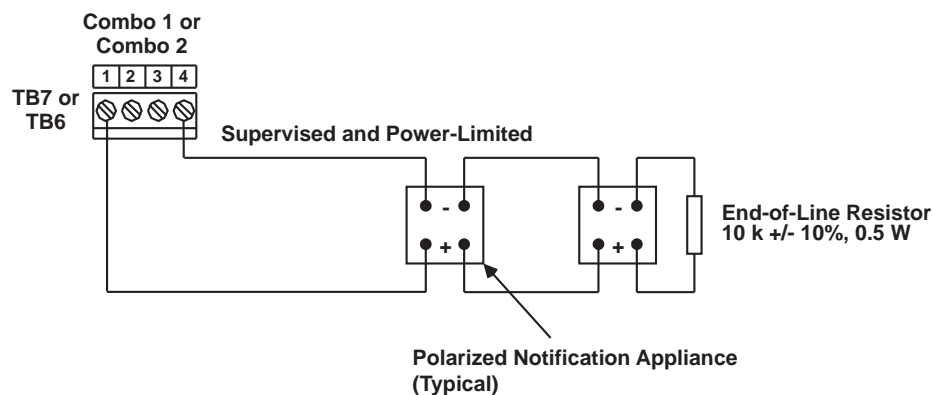 Combo 1 or
Combo 2
1 2 3 4
TB7 or
TB6
Supervised and Power-Limited
- -
+ +
End-of-Line Resistor
10 k +/- 10%, 0.5 W
Polarized Notification Appliance
(Typical)